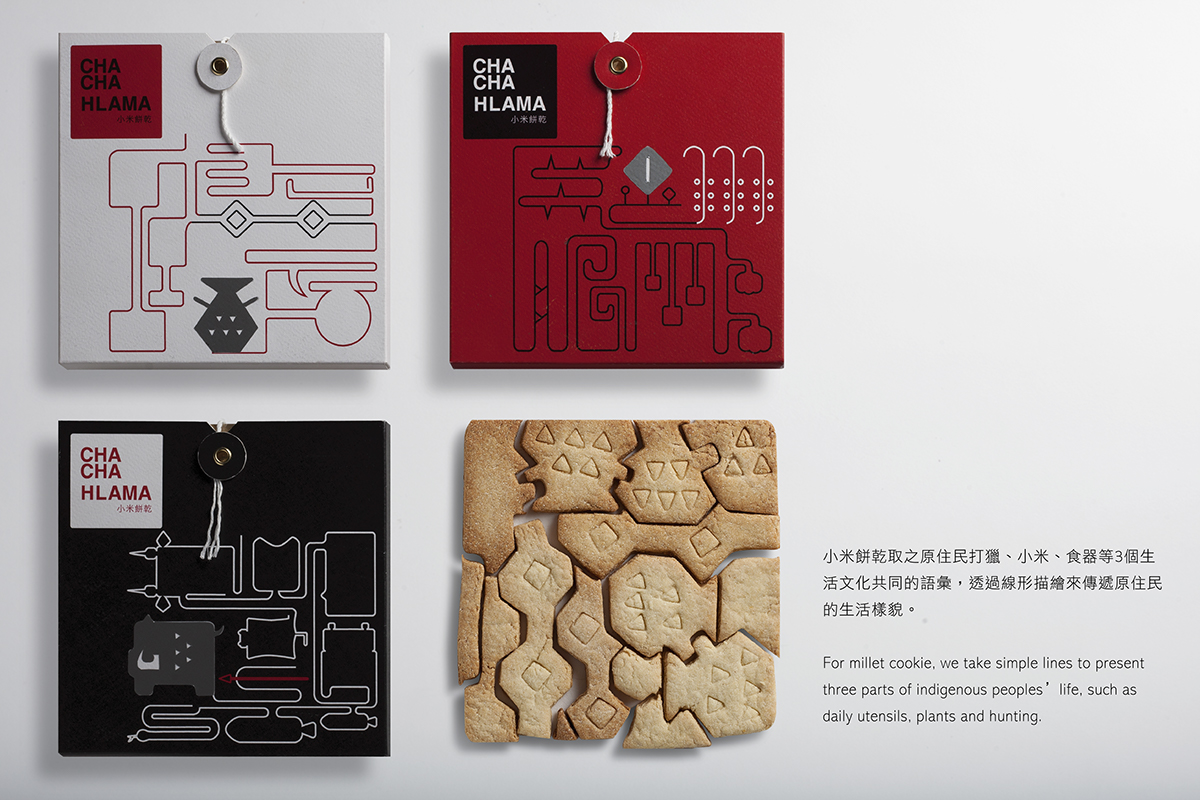 CHA
CHA
HLAMA
小米餅乾
CHA
CHA
HLAMA
小米餅乾
CHA
CHA
HLAMA
小米餅乾
小米餅乾取之原住民打獵、小米、食器等3個生
活文化共同的語彙，透過線形描繪來傳遞原住民
的生活樣貌。
For millet cookie, we take simple lines to present
three parts of indigenous peoples’ life, such as
daily utensils, plants and hunting.